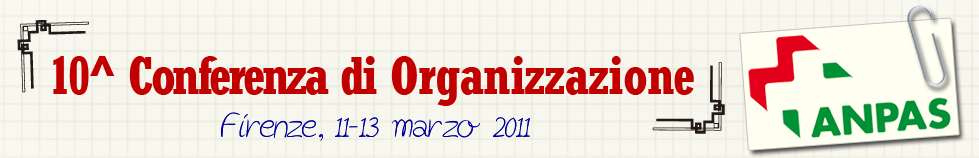 10^ Conferenza di Organizzazione
Firenze, 11-13 marzo 2011
ANPAS